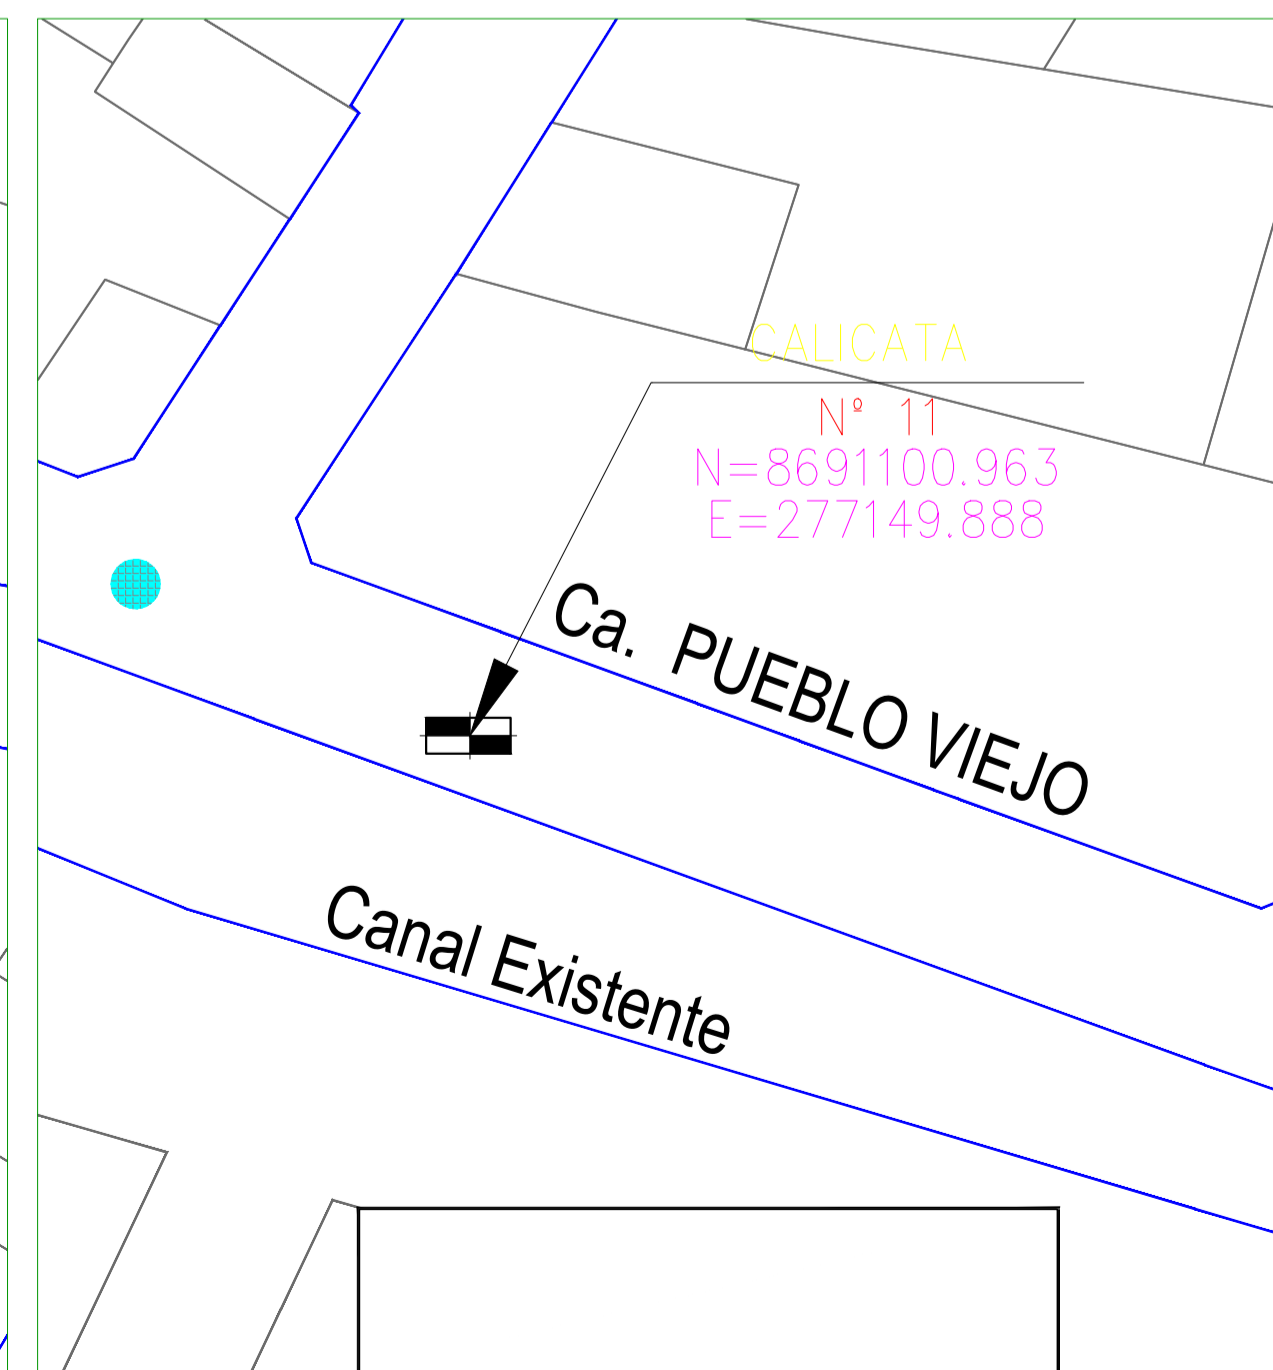 CALICATA
Nº 11
N=8691100.963
E=277149.888
Ca. PUEBLO VIEJO
Canal Existente